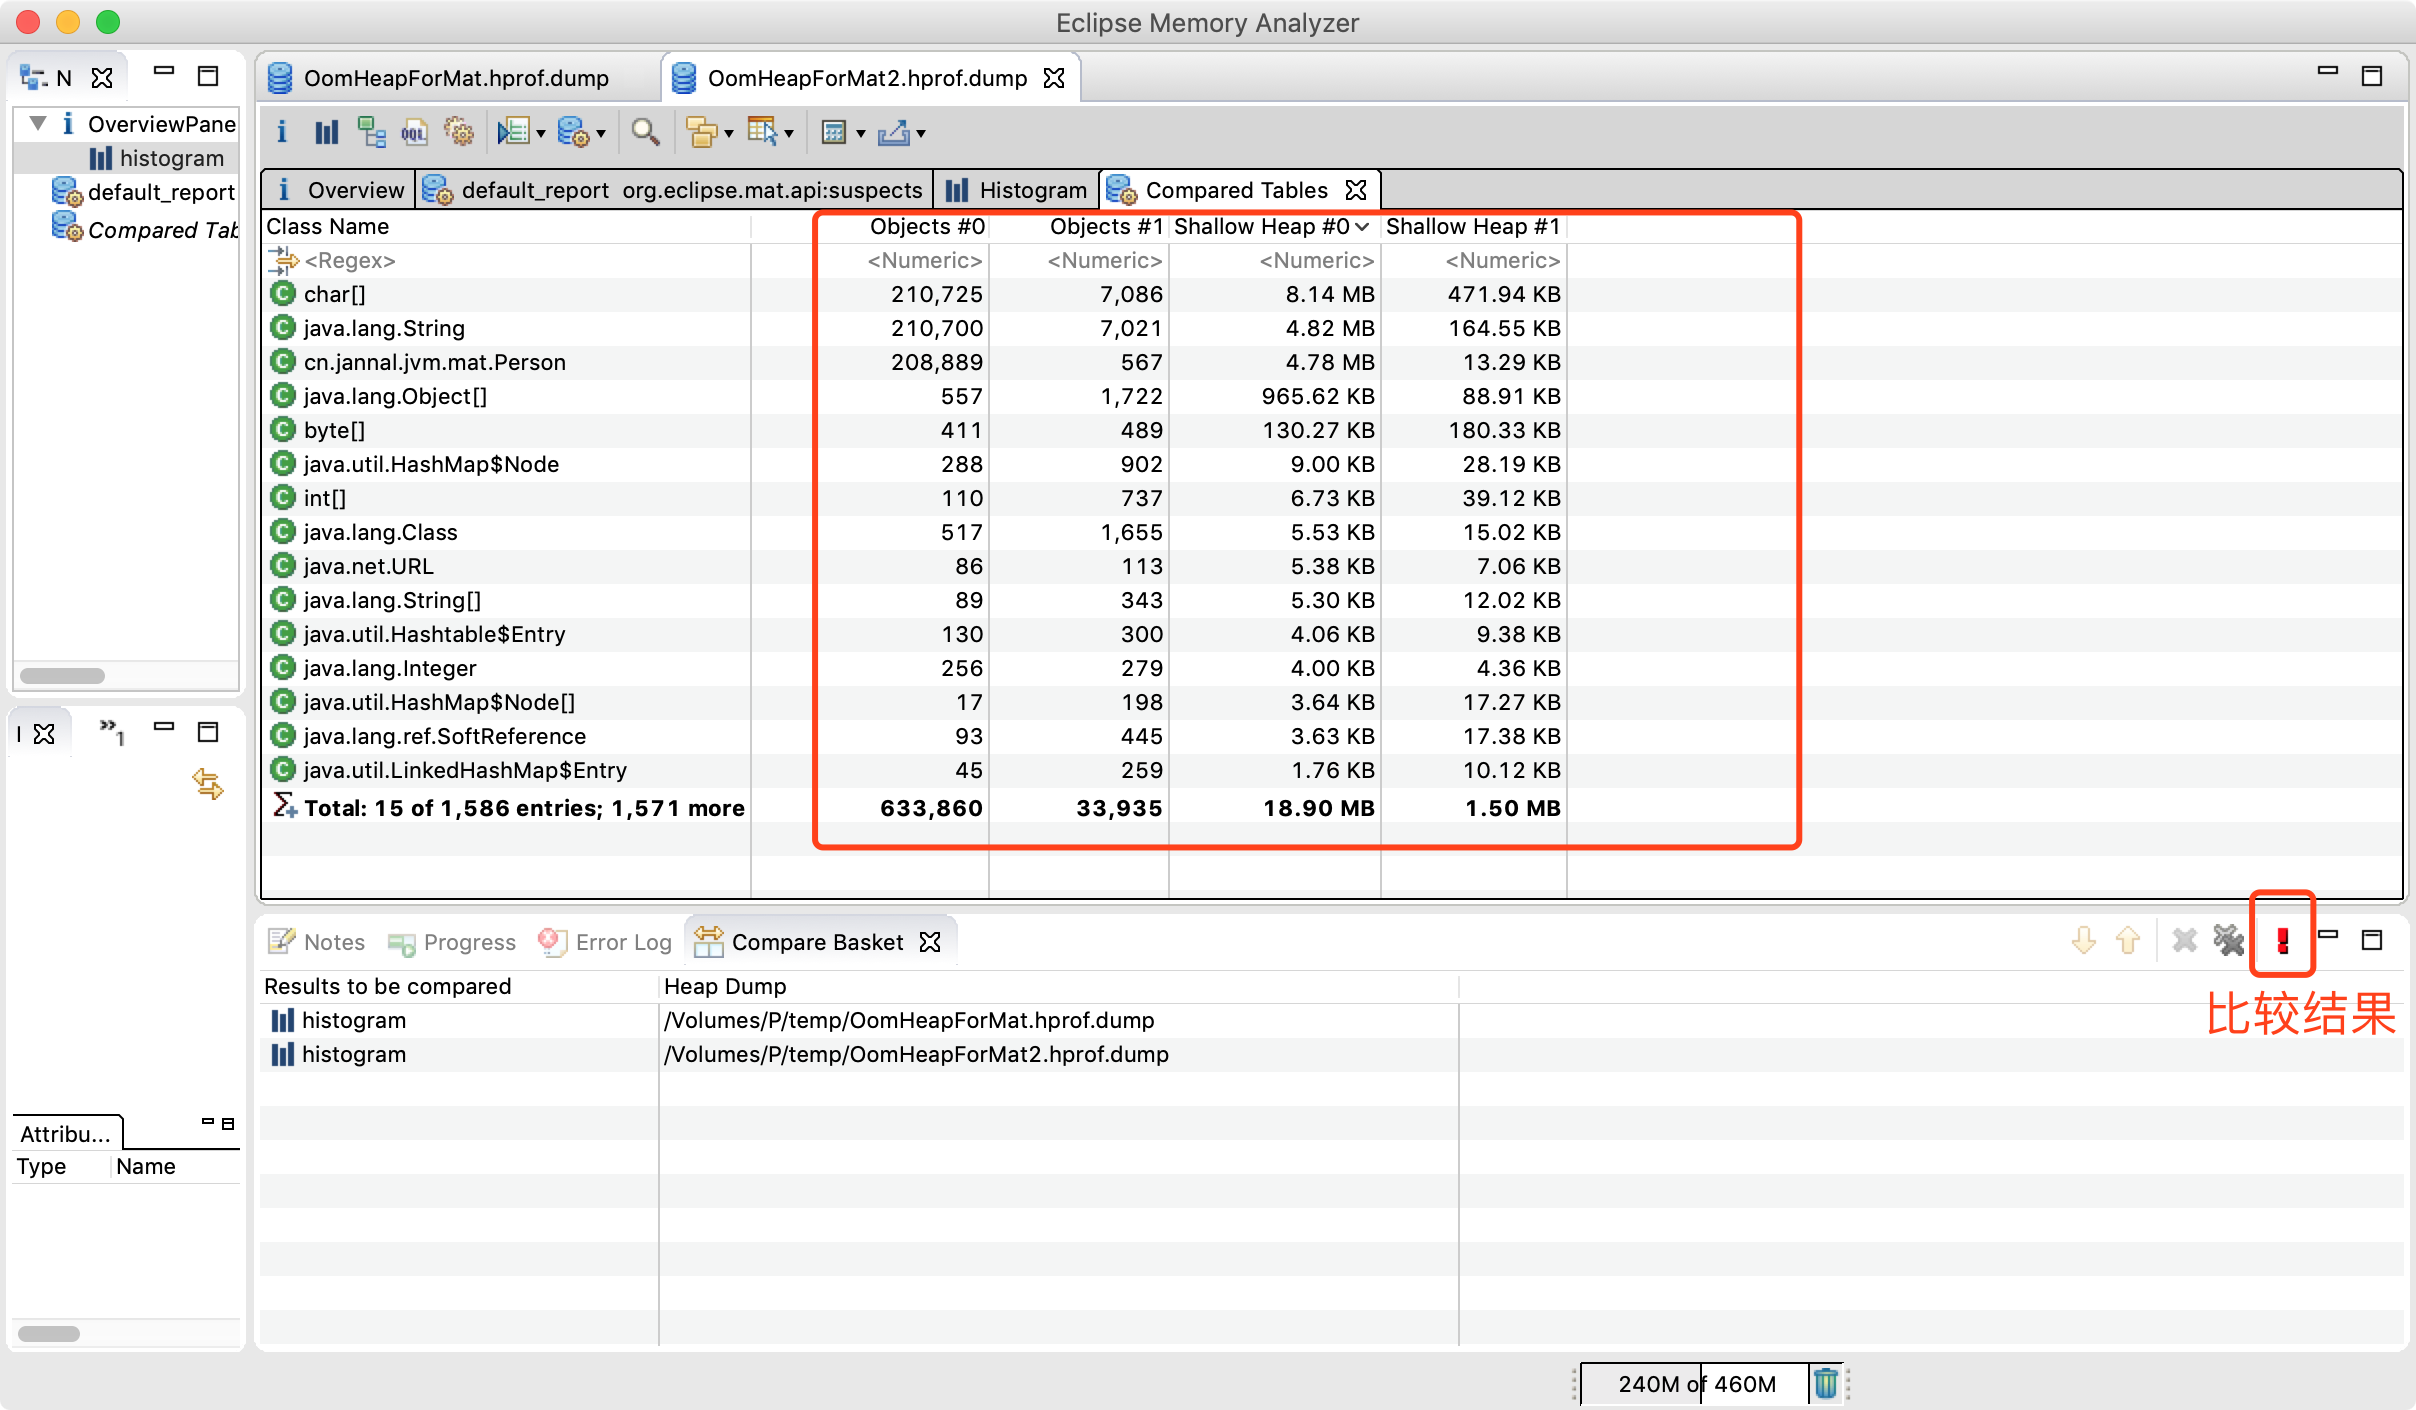 Eclipse Memory Analyzer
N
OverviewPane
histogram
default_report
Compared Tab
OomHeapForMat.hprof.dump
OomHeapForMat2.hprof.dump
Overview
default_report org.eclipse.mat.api:suspects
Histogram
Compared Tables
Class Name Objects #0 Objects #1 Shallow Heap #0 Shallow Heap #1
<Regex> <Numeric> <Numeric> <Numeric> <Numeric>
char[] 210,725 7,086 8.14 MB 471.94 KB
java.lang.String 210,700 7,021 4.82 MB 164.55 KB
cn.jannal.jvm.mat.Person 208,889 567 4.78 MB 13.29 KB
java.lang.Object[] 557 1,722 965.62 KB 88.91 KB
byte[] 411 489 130.27 KB 180.33 KB
java.util.HashMap$Node 288 902 9.00 KB 28.19 KB
int[] 110 737 6.73 KB 39.12 KB
java.lang.Class 517 1,655 5.53 KB 15.02 KB
java.net.URL 86 113 5.38 KB 7.06 KB
java.lang.String[] 89 343 5.30 KB 12.02 KB
java.util.Hashtable$Entry 130 300 4.06 KB 9.38 KB
java.lang.Integer 256 279 4.00 KB 4.36 KB
java.util.HashMap$Node[] 17 198 3.64 KB 17.27 KB
java.lang.ref.SoftReference 93 445 3.63 KB 17.38 KB
java.util.LinkedHashMap$Entry 45 259 1.76 KB 10.12 KB
Total: 15 of 1,586 entries; 1,571 more 633,860 33,935 18.90 MB 1.50 MB
I
»1
Attribu...
Type Name
Notes
Progress
Error Log
Compare Basket
比较结果
Results to be compared Heap Dump
histogram /Volumes/P/temp/OomHeapForMat.hprof.dump
histogram /Volumes/P/temp/OomHeapForMat2.hprof.dump
240M of 460M